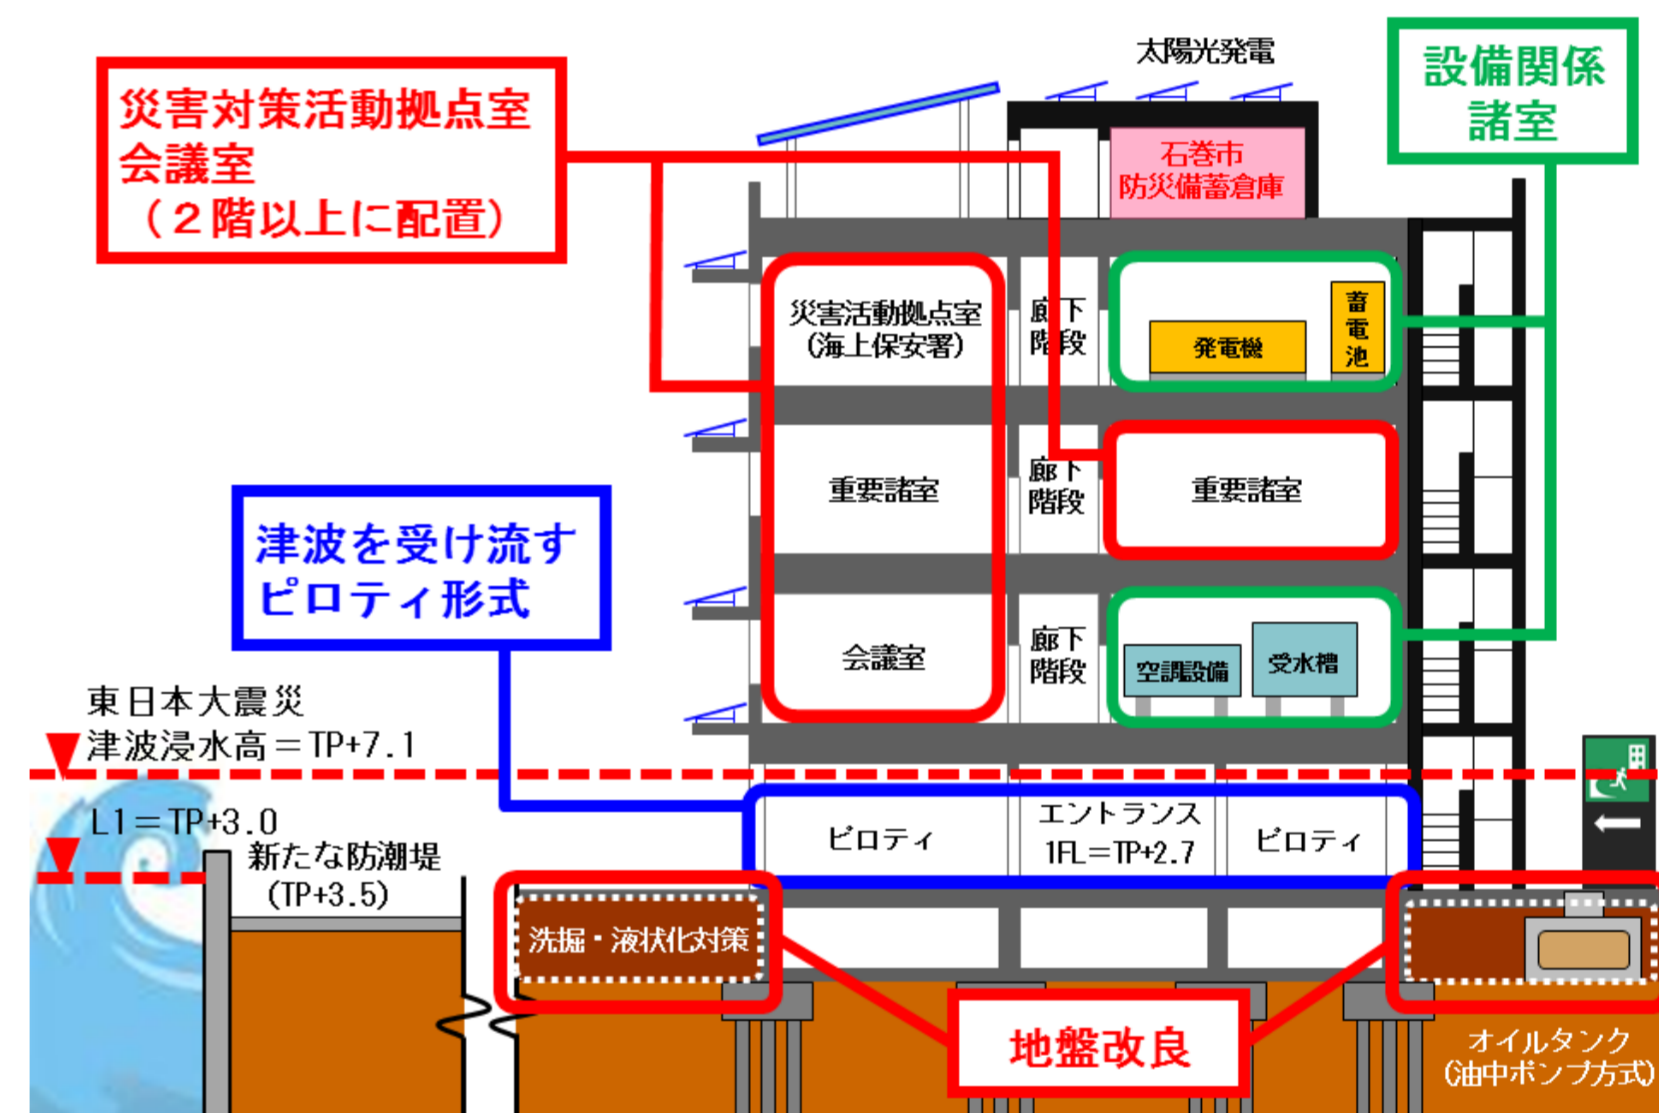 太陽光発電
設備関係
諸室
災害対策活動拠点室
会議室
（２階以上に配置）
石巻市
防災備蓄倉庫
災害活動拠点室
(海上保安署)
廊下
階段
発電機
蓄電池
重要諸室
廊下
階段
重要諸室
津波を受け流す
ピロティ形式
会議室
廊下
階段
空調設備
受水槽
東日本大震災
津波浸水高＝TP+7.1
L1＝TP+3.0
新たな防潮堤
(TP+3.5)
ピロティ
エントランス
1FL=TP+2.7
ピロティ
洗掘・液状化対策
地盤改良
オイルタンク
(油中ポンプ方式)